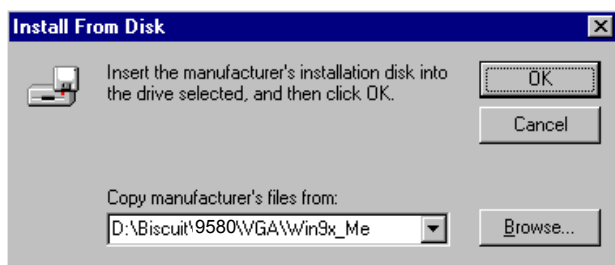 Install From Disk
Insert the manufacturer's installation disk into
the drive selected, and then click OK.
OK
Cancel
Copy manufacturer's files from:
D:\Biscuit\9580\VGA\Win9x_Me
Browse...